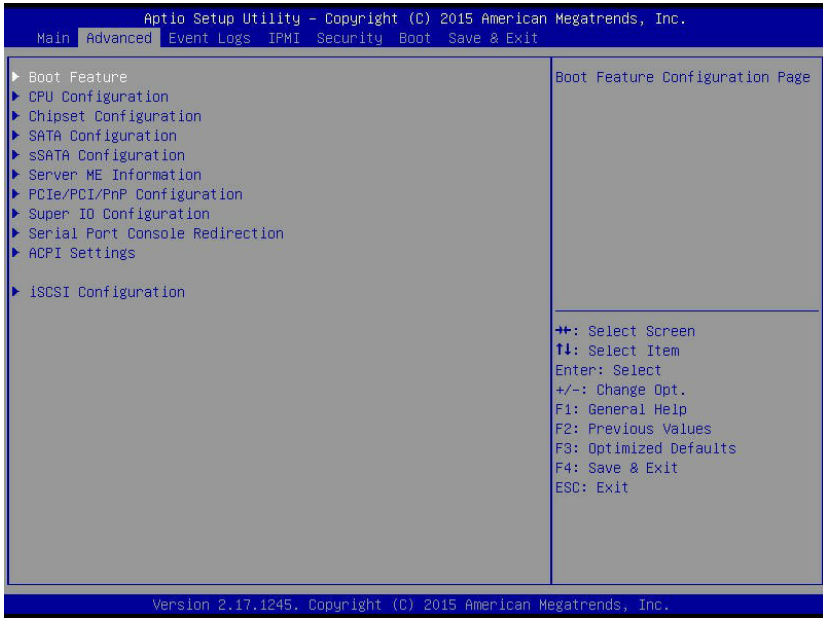 Aptio Setup Utility – Copyright (C) 2015 American Megatrends, Inc.
Main Advanced Event Logs IPMI Security Boot Save & Exit
▶ Boot Feature
▶ CPU Configuration
▶ Chipset Configuration
▶ SATA Configuration
▶ sSATA Configuration
▶ Server ME Information
▶ PCIe/PCI/PnP Configuration
▶ Super IO Configuration
▶ Serial Port Console Redirection
▶ ACPI Settings
▶ iSCSI Configuration
Boot Feature Configuration Page
→←: Select Screen
↑↓: Select Item
Enter: Select
+/-: Change Opt.
F1: General Help
F2: Previous Values
F3: Optimized Defaults
F4: Save & Exit
ESC: Exit
Version 2.17.1245. Copyright (C) 2015 American Megatrends, Inc.